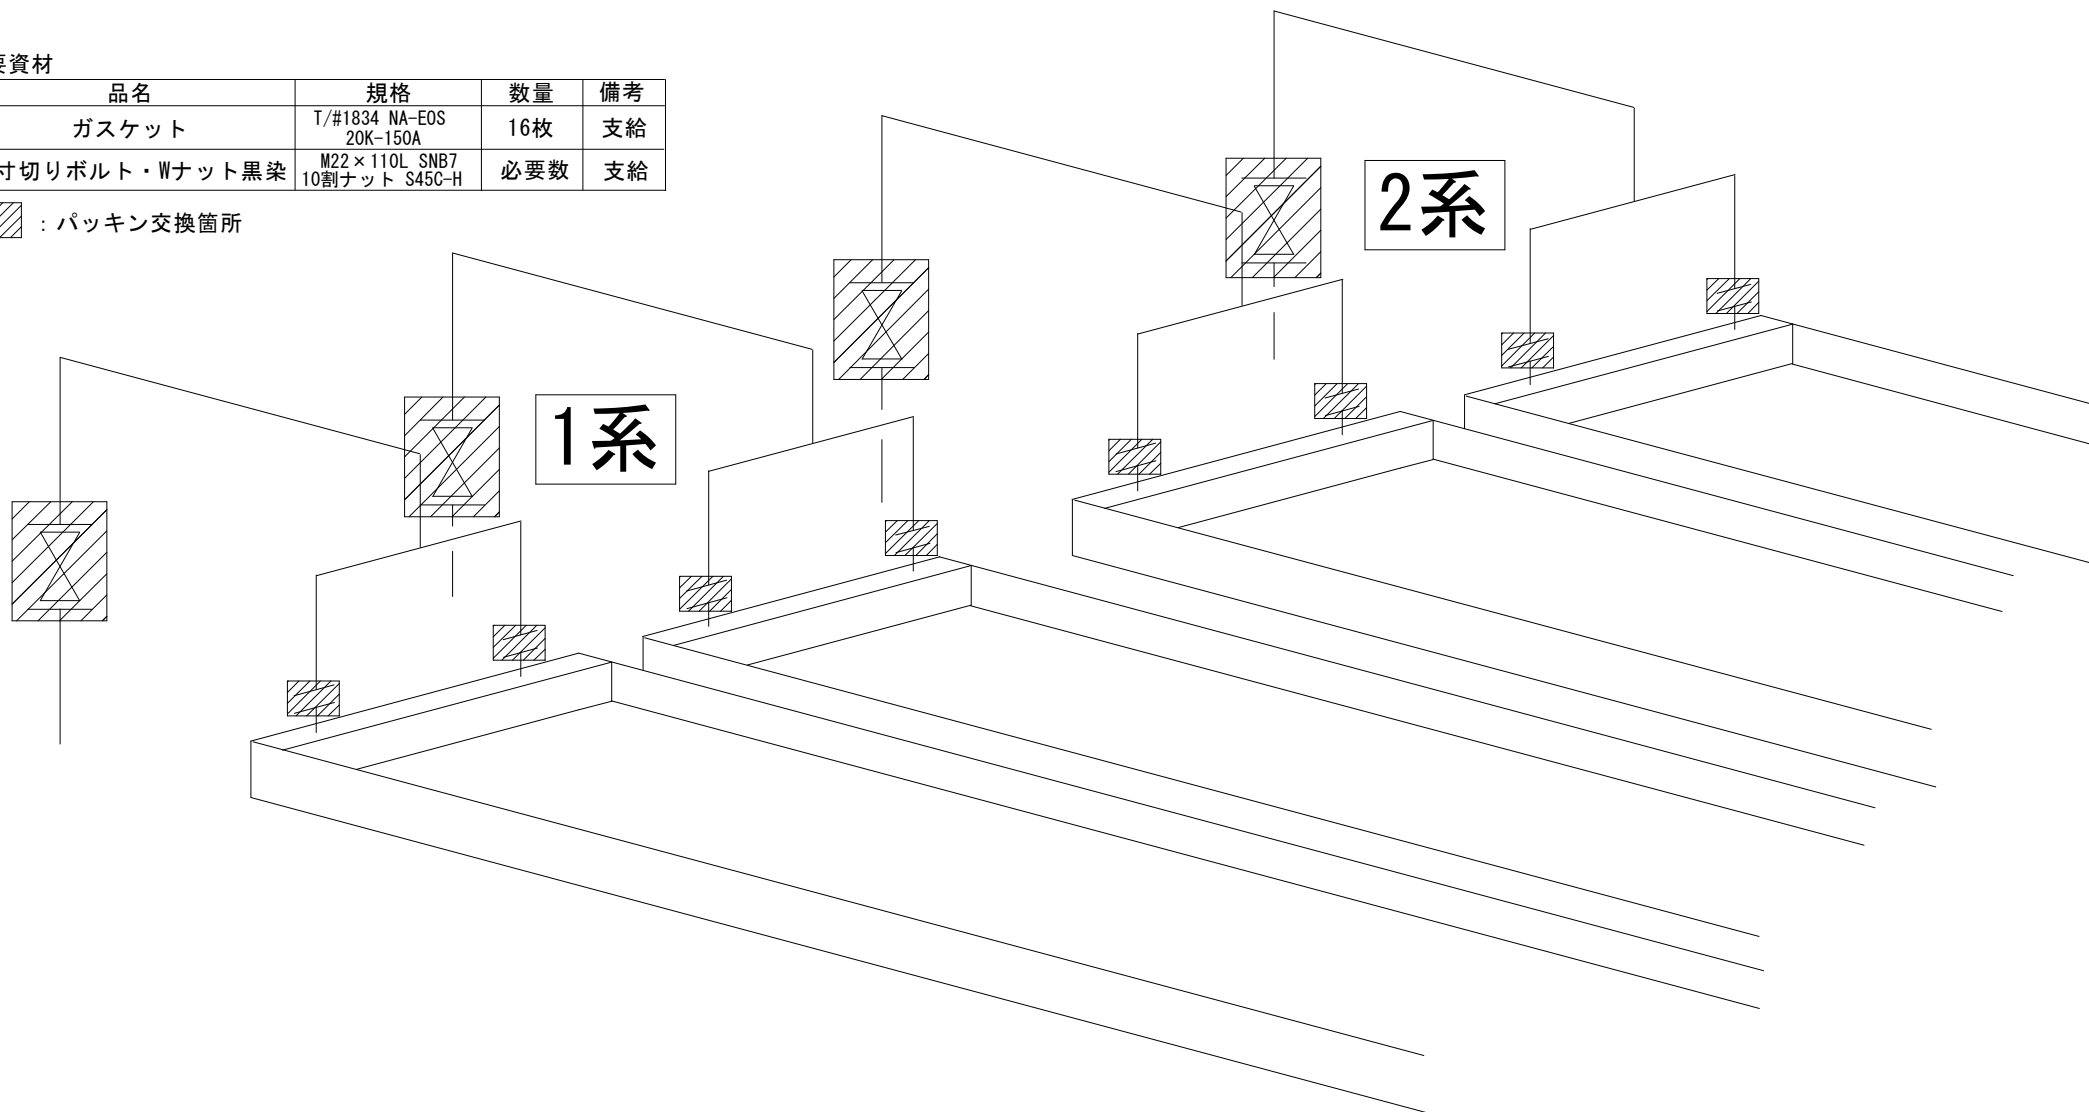 要資材
品名 規格 数量 備考
ガスケット T/#1834 NA-EOS 16枚 支給
20K-150A
寸切りボルト・Wナット黒染 M22×110L SNB7 必要数 支給
10割ナット S45C-H
：パッキン交換箇所
2系
1系